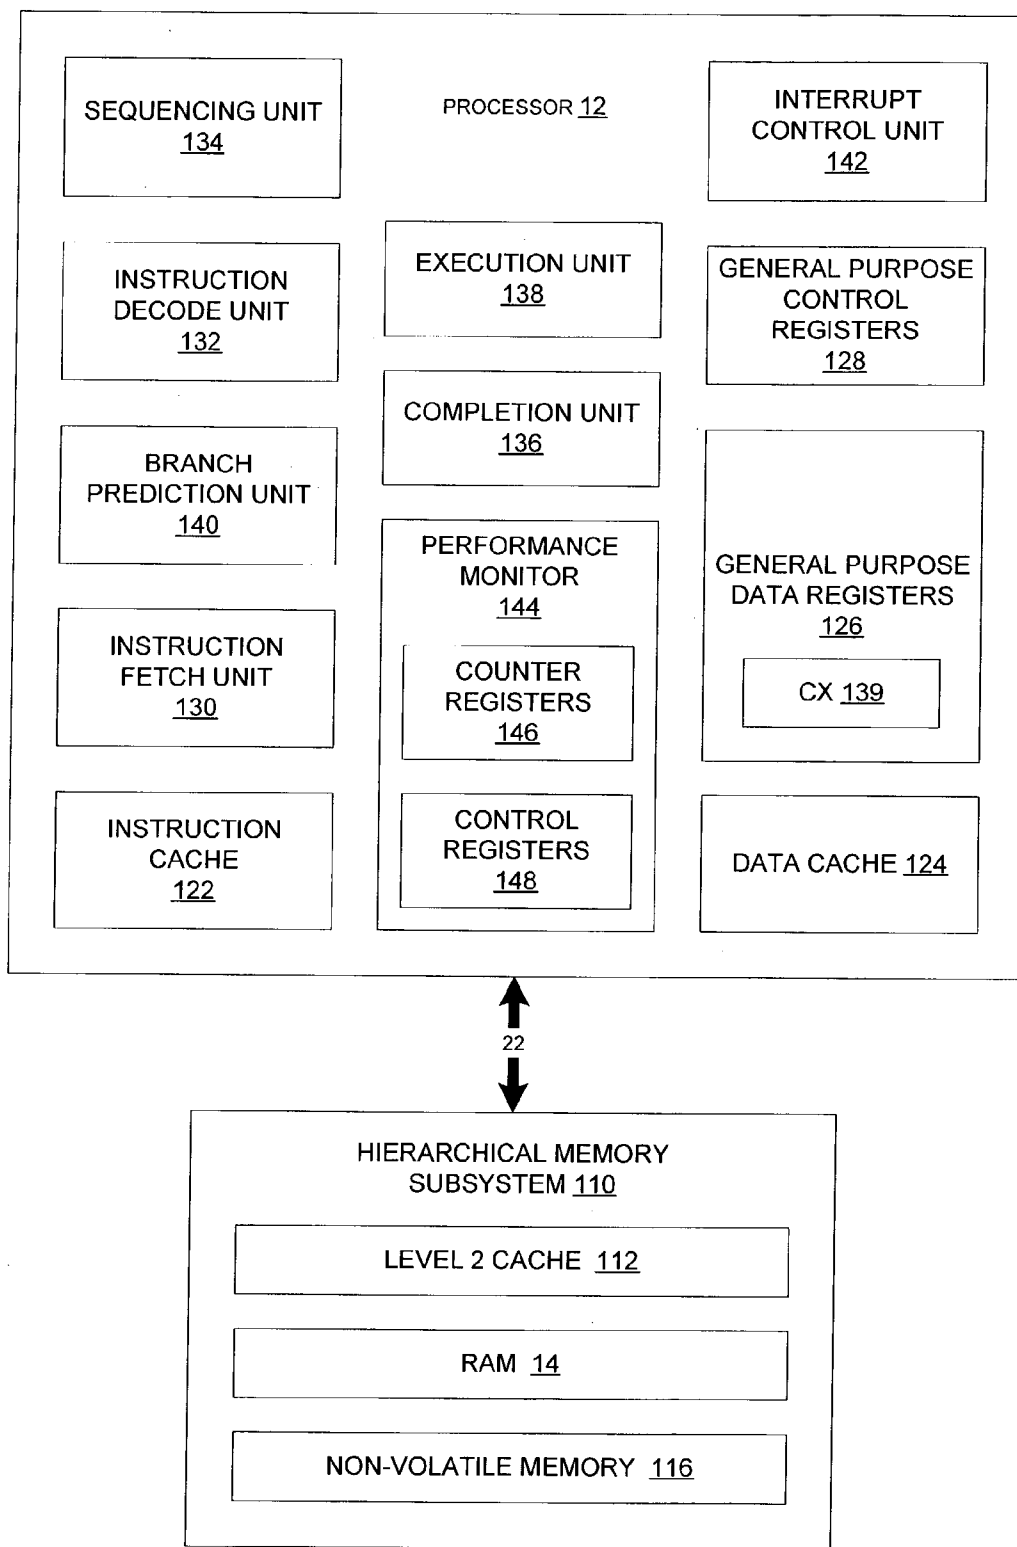 PROCESSOR 12
SEQUENCING UNIT
134
INSTRUCTION
DECODE UNIT
132
BRANCH
PREDICTION UNIT
140
INSTRUCTION
FETCH UNIT
130
INSTRUCTION
CACHE
122
EXECUTION UNIT
138
COMPLETION UNIT
136
PERFORMANCE
MONITOR
144
COUNTER
REGISTERS
146
CONTROL
REGISTERS
148
INTERRUPT
CONTROL UNIT
142
GENERAL PURPOSE
CONTROL
REGISTERS
128
GENERAL PURPOSE
DATA REGISTERS
126
CX 139
DATA CACHE 124
22
HIERARCHICAL MEMORY
SUBSYSTEM 110
LEVEL 2 CACHE 112
RAM 14
NON-VOLATILE MEMORY 116